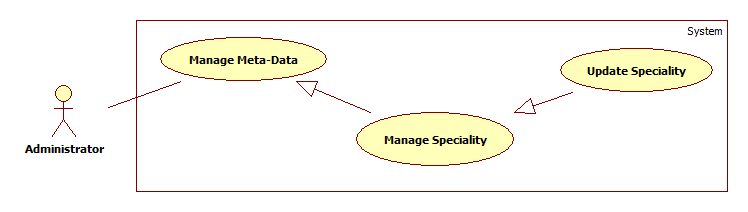 System
Manage Meta-Data
Update Speciality
Manage Speciality
Administrator